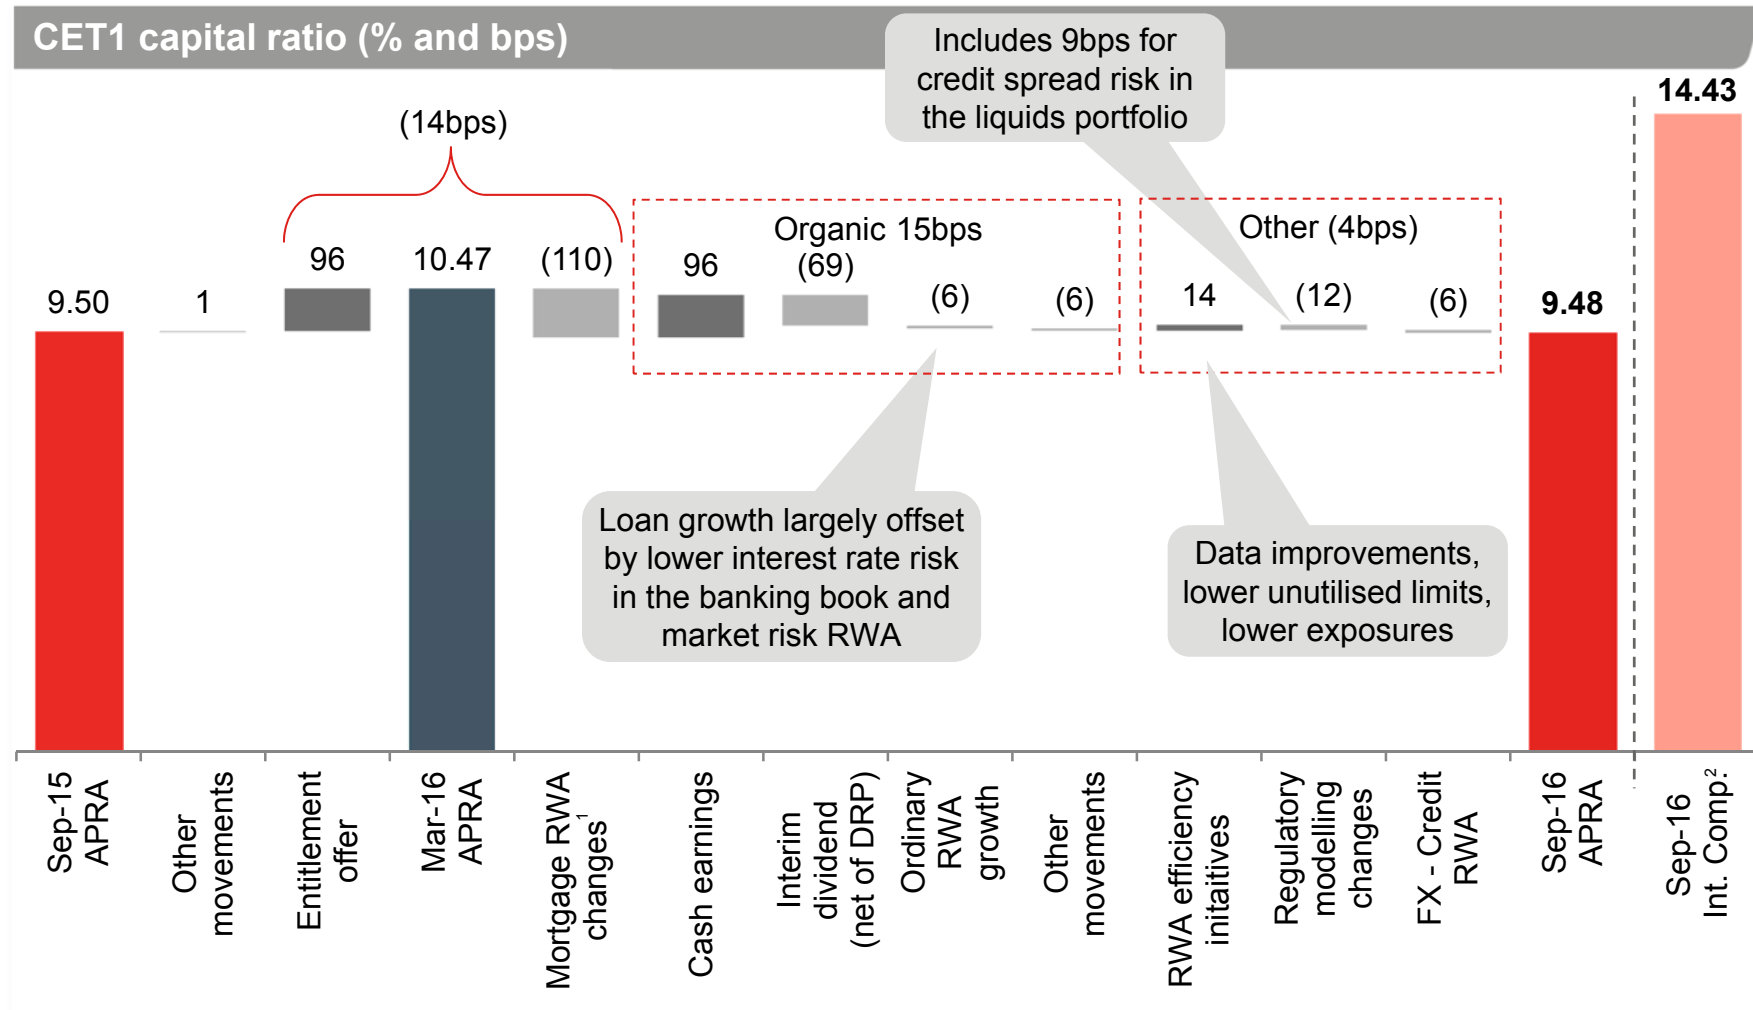 CET1 capital ratio (% and bps)
Includes 9bps for
credit spread risk in
the liquids portfolio
14.43
(14bps)
Organic 15bps
Other (4bps)
9.50
1
96
10.47
(110)
96
(69)
(6)
(6)
14
(12)
(6)
9.48
Loan growth largely offset
by lower interest rate risk
in the banking book and
market risk RWA
Data improvements,
lower unutilised limits,
lower exposures
Sep-15
APRA
Other
movements
Entitlement
offer
Mar-16
APRA
Mortgage RWA
changes¹
Cash earnings
Interim
dividend
(net of DRP)
Ordinary
RWA
growth
Other
movements
RWA efficiency
initaitives
Regulatory
modelling
changes
FX - Credit
RWA
Sep-16
APRA
Sep-16
Int. Comp.²